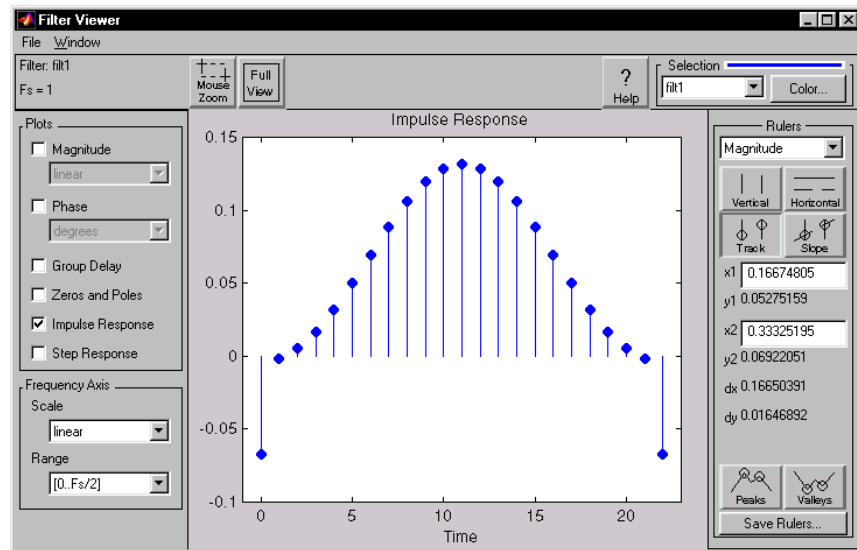 Filter Viewer
File Window
Filter: filt1
Fs = 1
Mouse
Zoom
Full
View
?
Help
Selection
filt1
Color...
Plots
Magnitude
linear
Phase
degrees
Group Delay
Zeros and Poles
Impulse Response
Step Response
Frequency Axis
Scale
linear
Range
[0..Fs/2]
Impulse Response
0.15
0.1
0.05
0
-0.05
-0.1
0 5 10 15 20
Time
Rulers
Magnitude
Vertical Horizontal
Track Slope
x1 0.16674805
y1 0.05275159
x2 0.33325195
y2 0.06922051
dx 0.16650391
dy 0.01646892
Peaks Valleys
Save Rulers...